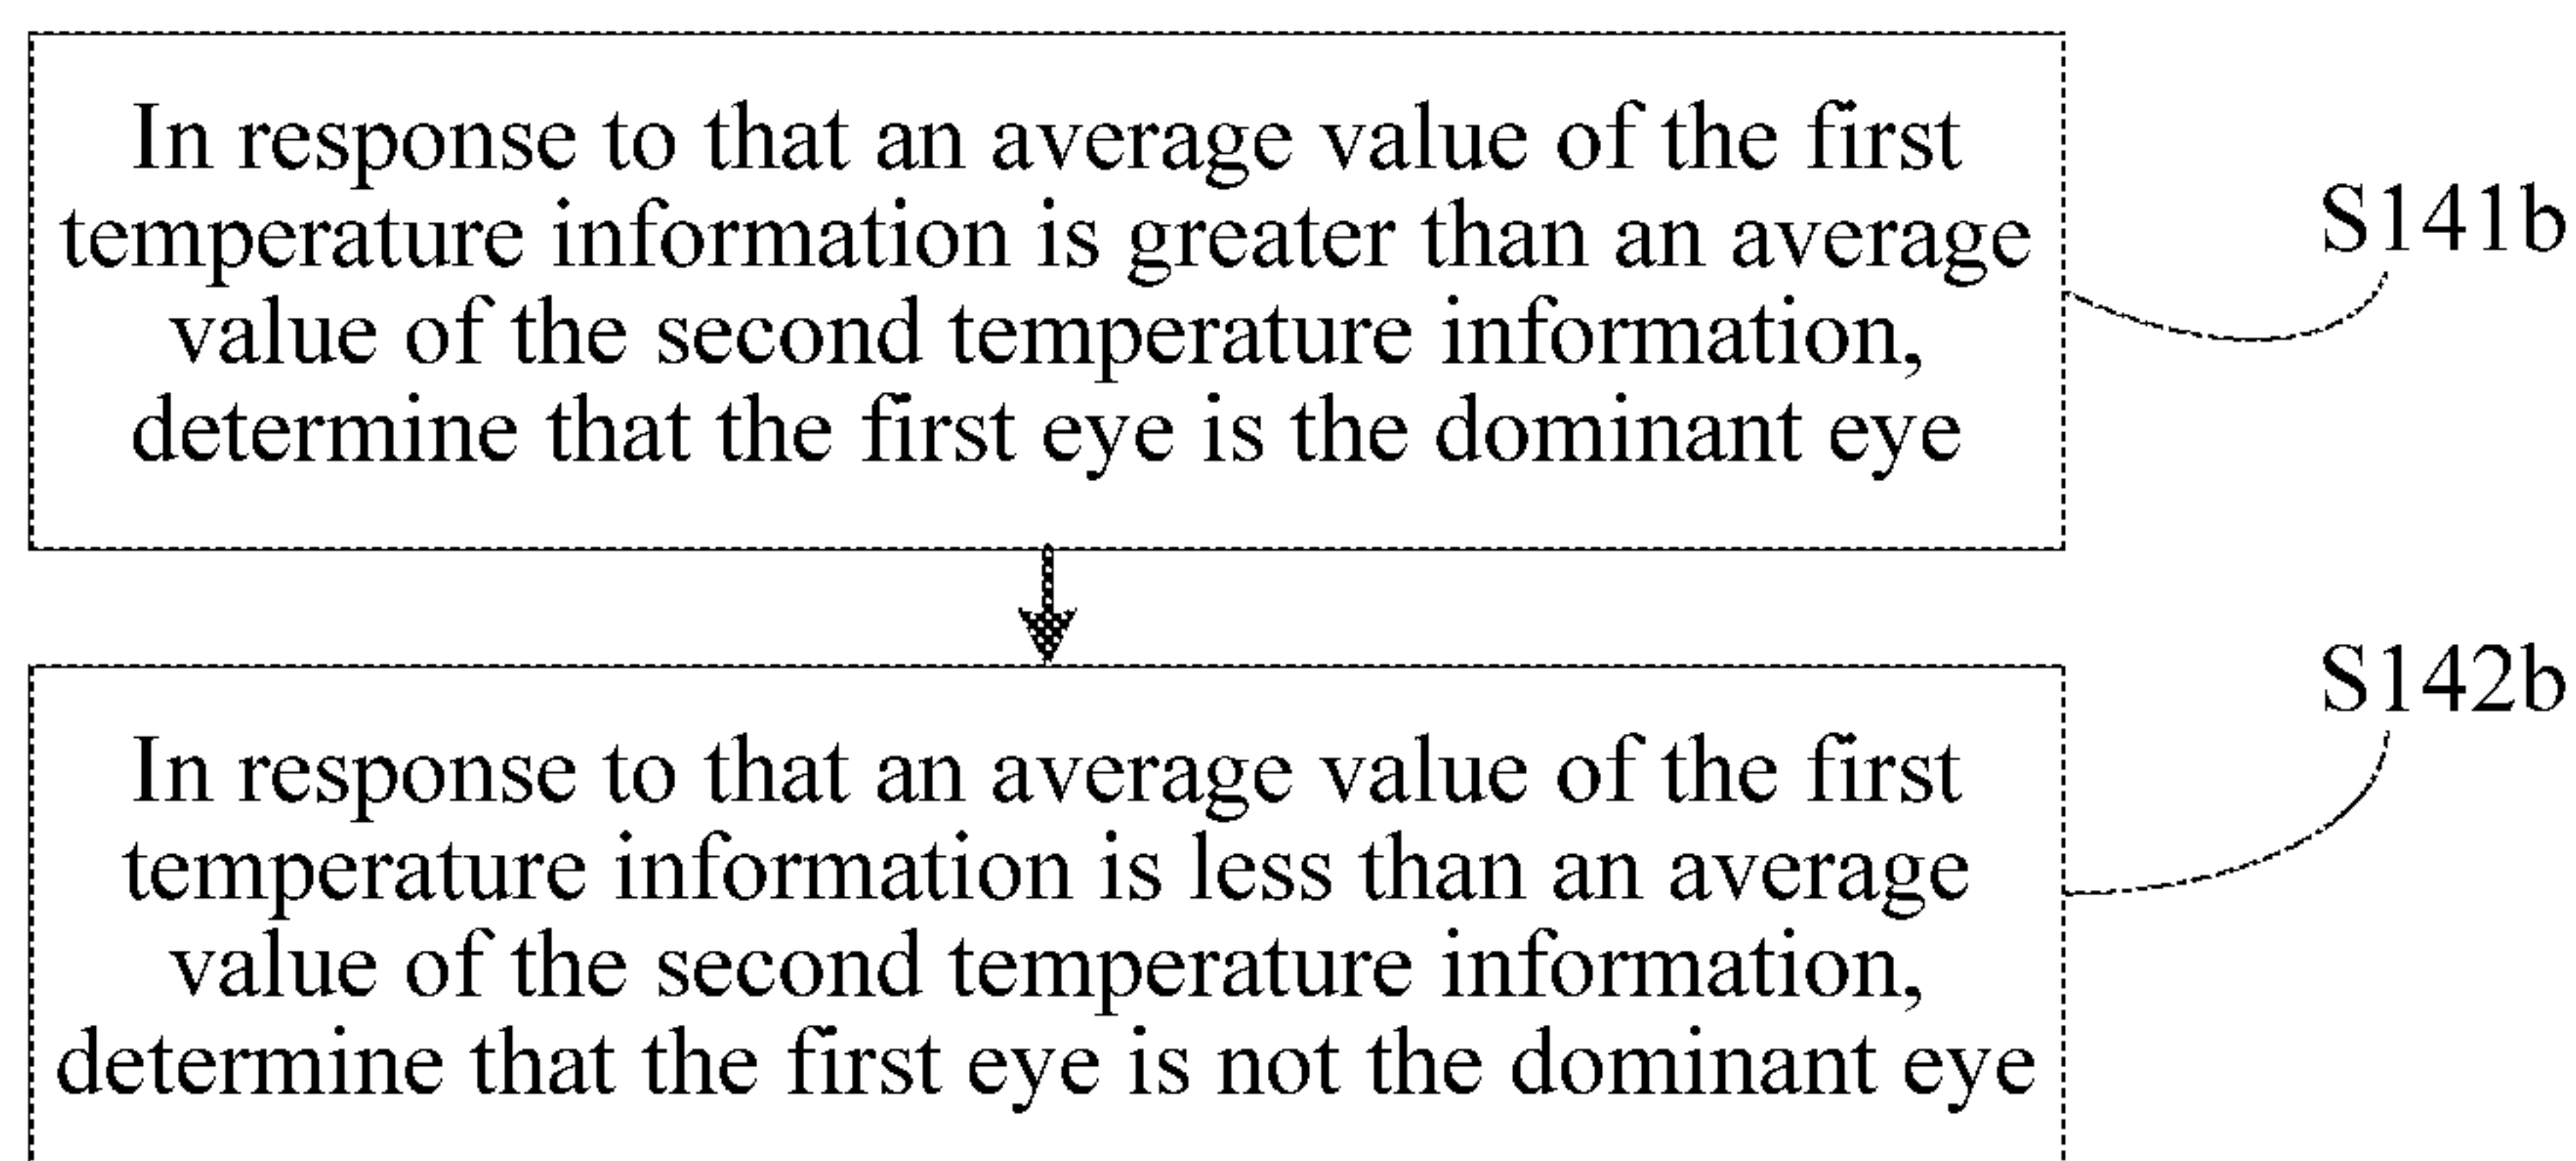 In response to that an average value of the first
temperature information is greater than an average
value of the second temperature information,
determine that the first eye is the dominant eye
S141b
In response to that an average value of the first
temperature information is less than an average
value of the second temperature information,
determine that the first eye is not the dominant eye
S142b